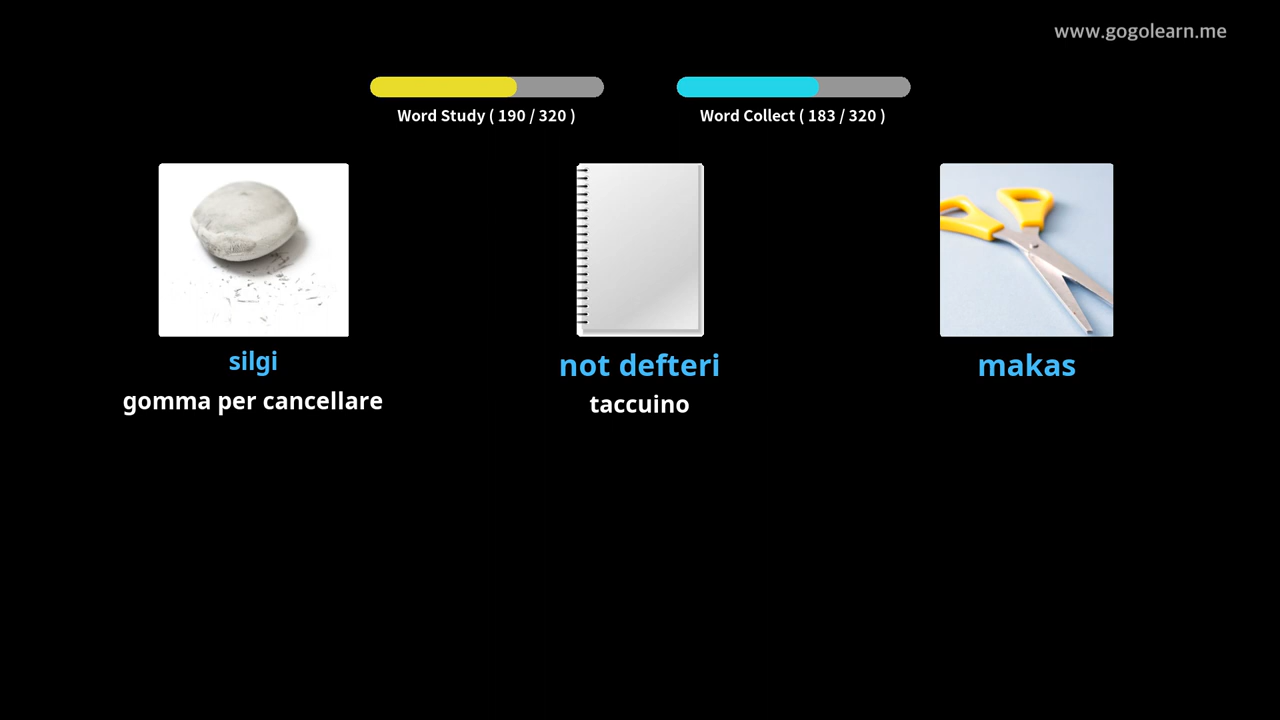 www.gogolearn.me
Word Study ( 190 / 320 )
Word Collect ( 183 / 320 )
silgi
not defteri
makas
gomma per cancellare
taccuino